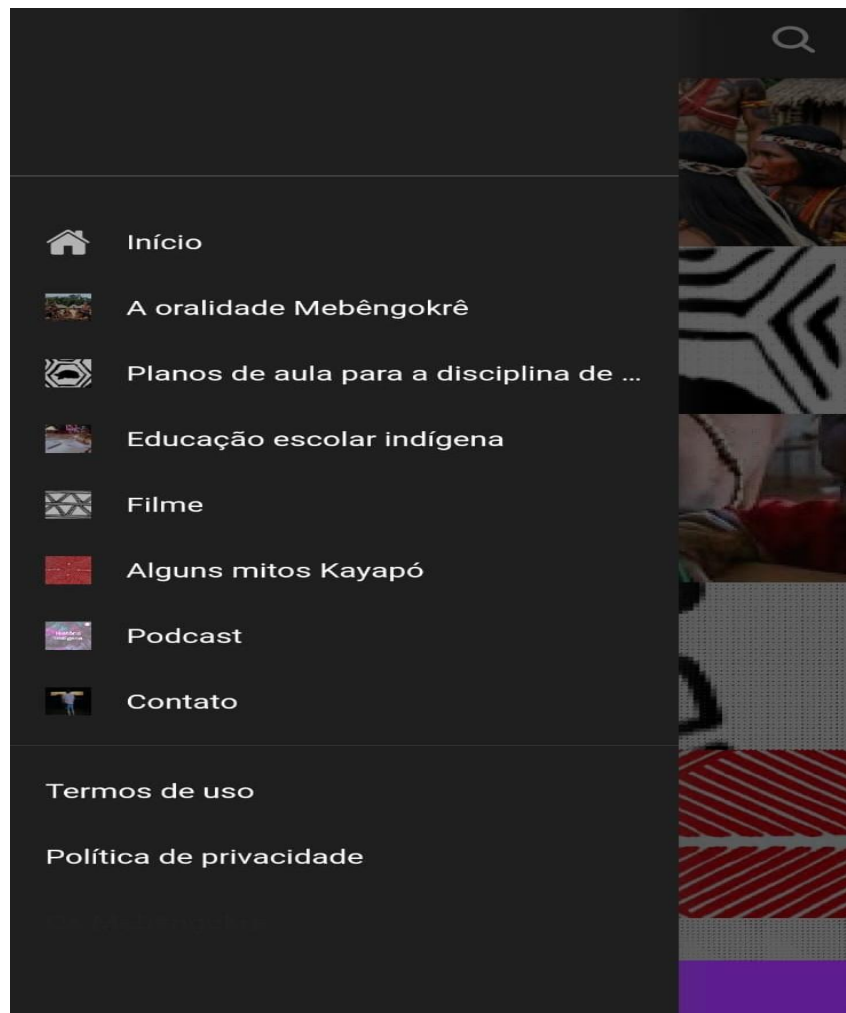 Início
A oralidade Mebêngokrê
Planos de aula para a disciplina de ...
Educação escolar indígena
Filme
Alguns mitos Kayapó
Podcast
Contato
Termos de uso
Política de privacidade